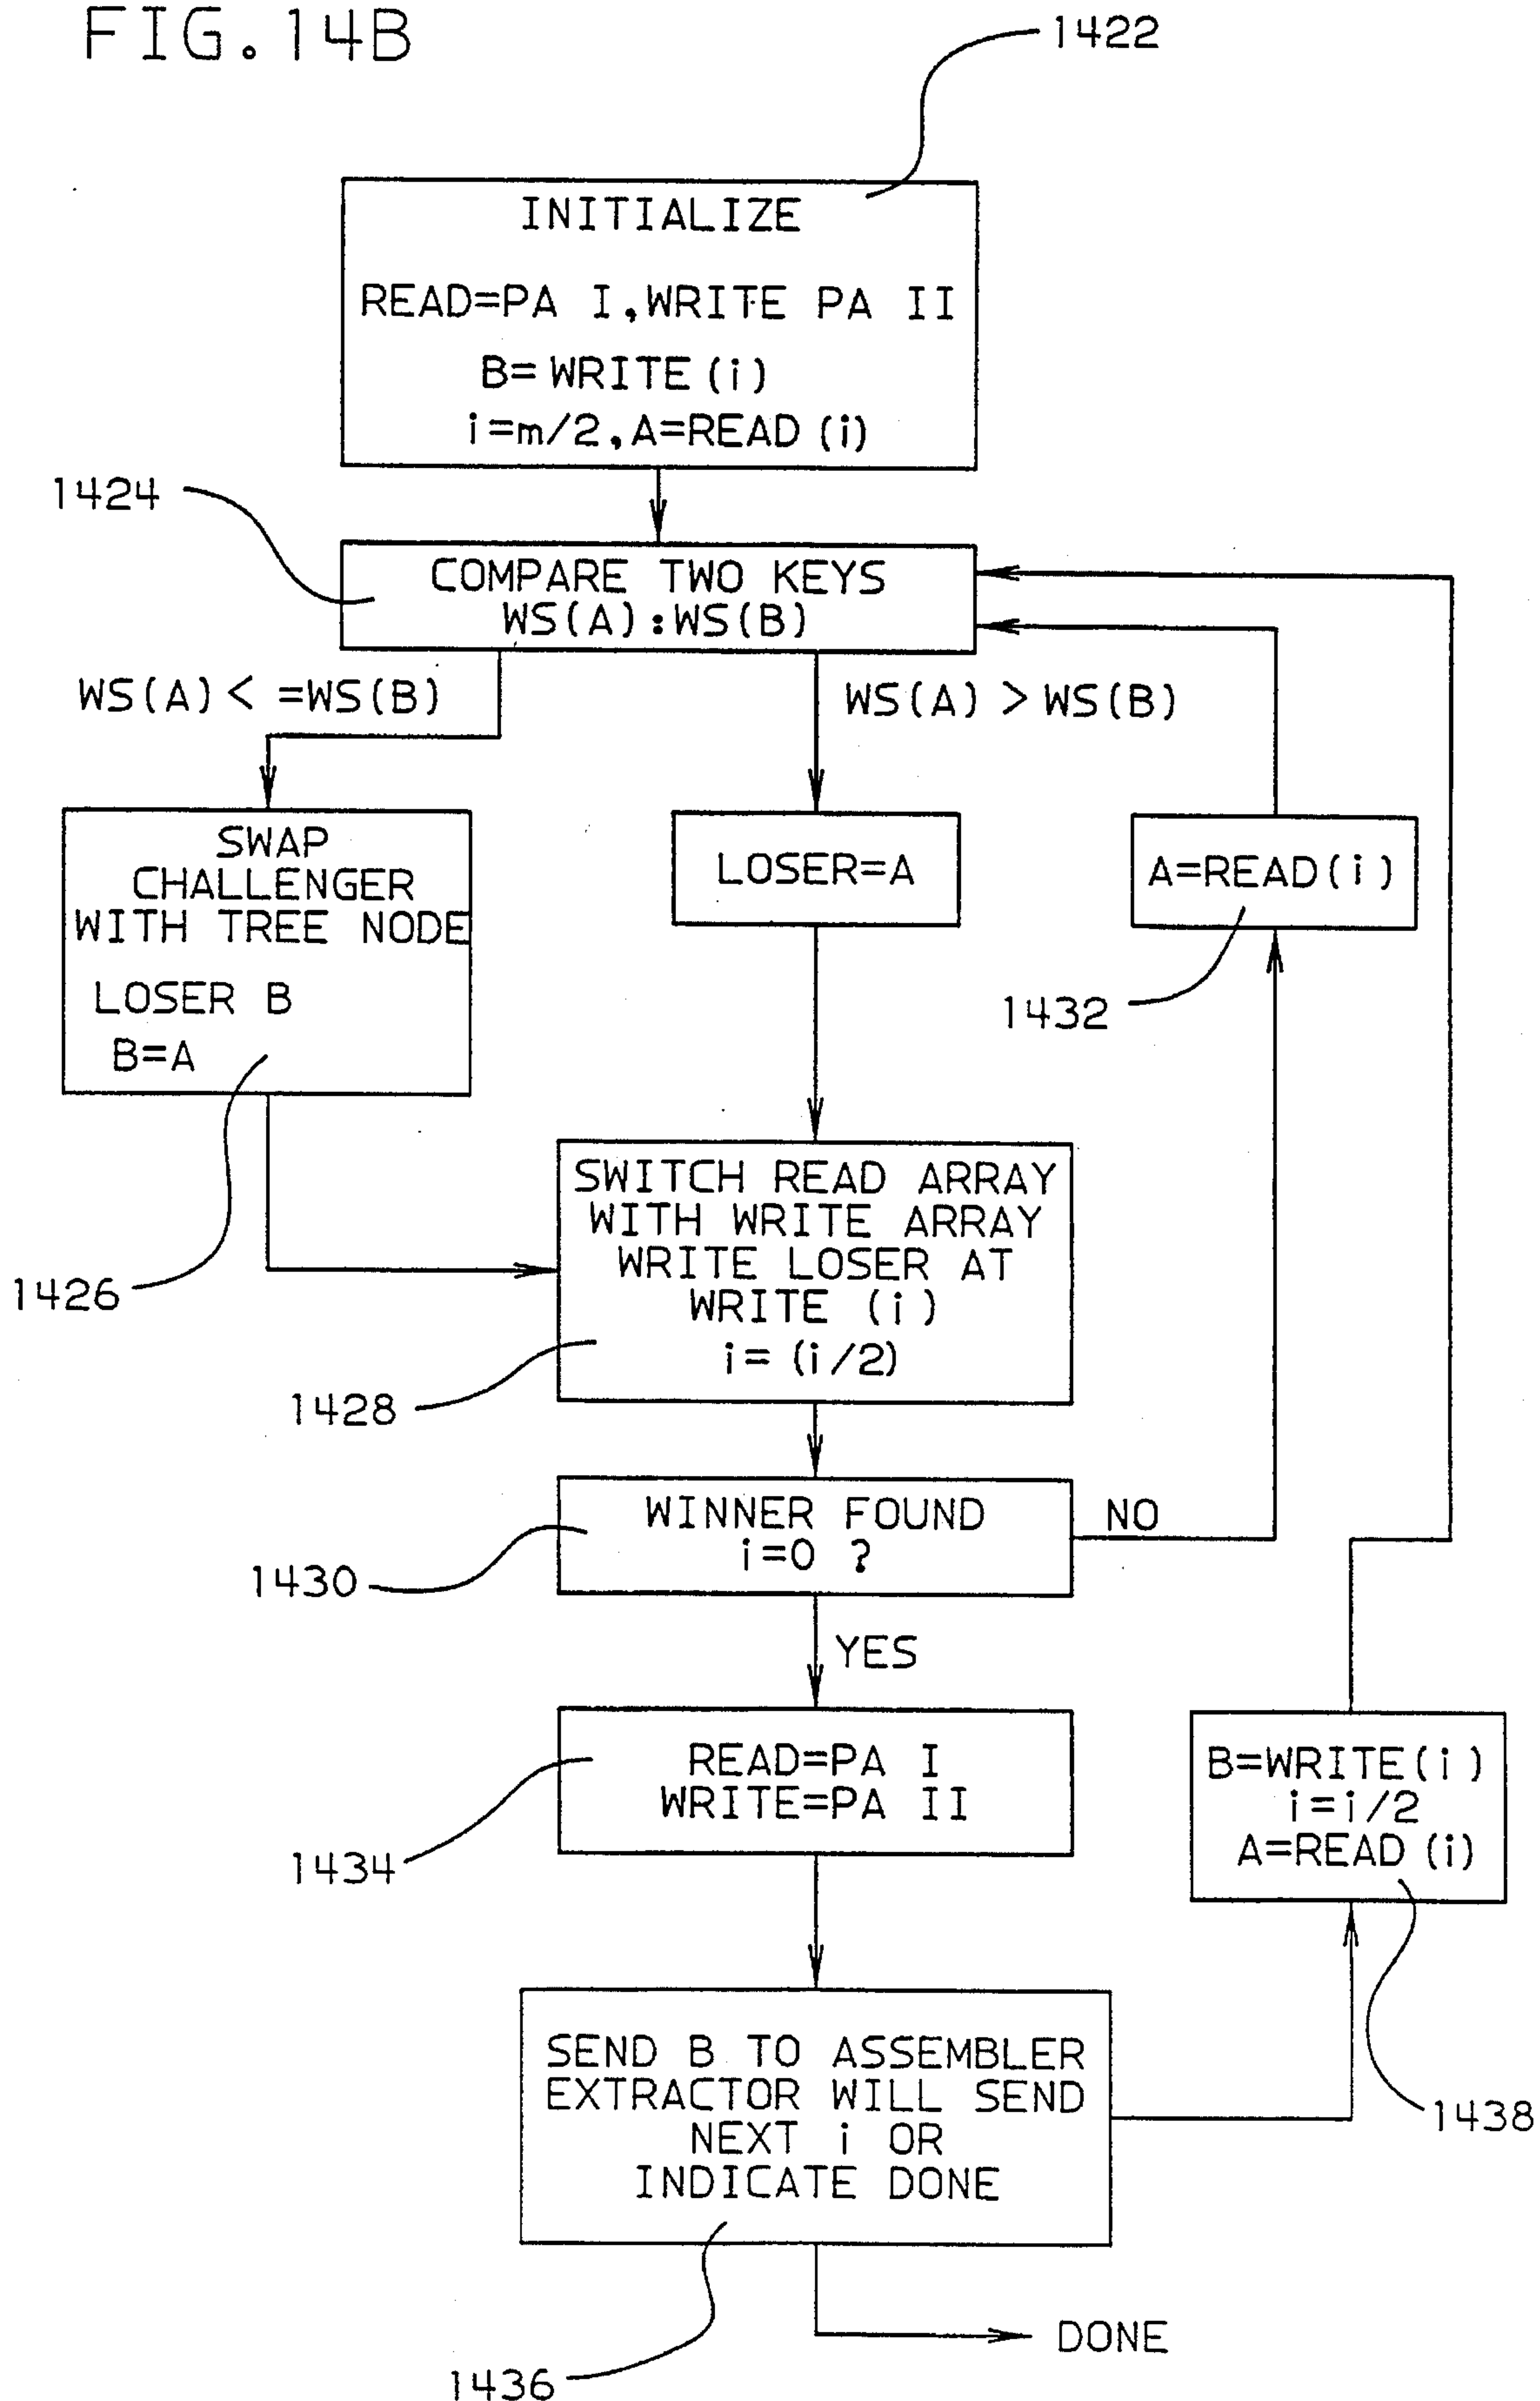 FIG.14B
1422
INITIALIZE
READ=PA I,WRITE PA II
B=WRITE(i)
i=m/2,A=READ(i)
1424
COMPARE TWO KEYS
WS(A):WS(B)
WS(A)< =WS(B)
WS(A) > WS(B)
SWAP
CHALLENGER
WITH TREE NODE
LOSER B
B=A
LOSER=A
A=READ(i)
1432
1426
SWITCH READ ARRAY
WITH WRITE ARRAY
WRITE LOSER AT
WRITE (i)
i=(i/2)
1428
WINNER FOUND
i=0 ?
NO
1430
YES
READ=PA I
WRITE=PA II
1434
B=WRITE(i)
i=i/2
A=READ(i)
1438
SEND B TO ASSEMBLER
EXTRACTOR WILL SEND
NEXT i OR
INDICATE DONE
1436
DONE